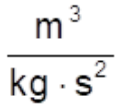 m³
kg · s²